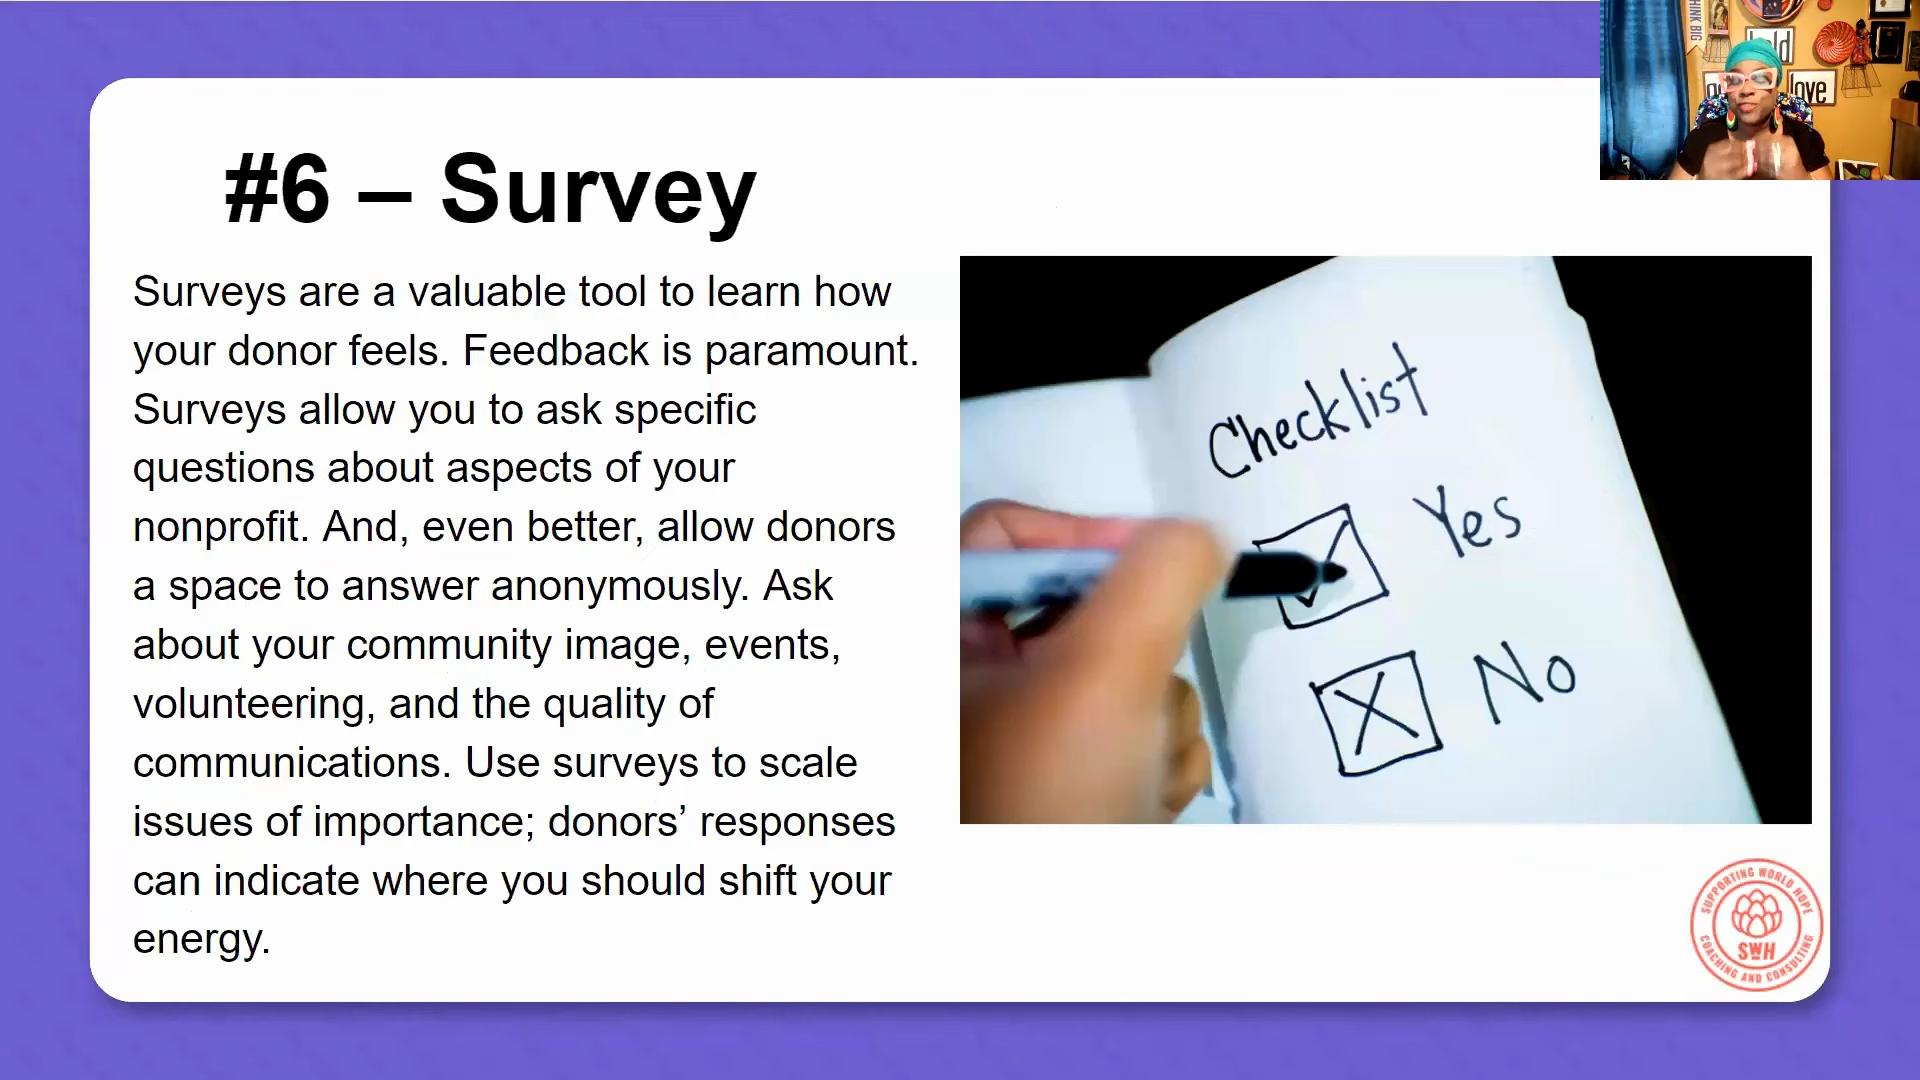 #6 – Survey
Surveys are a valuable tool to learn how
your donor feels. Feedback is paramount.
Surveys allow you to ask specific
questions about aspects of your
nonprofit. And, even better, allow donors
a space to answer anonymously. Ask
about your community image, events,
volunteering, and the quality of
communications. Use surveys to scale
issues of importance; donors’ responses
can indicate where you should shift your
energy.
Checklist
Yes
No
THINK BIG
love
SUPPORTING WORLD HOPE
SWH
COACHING AND CONSULTING